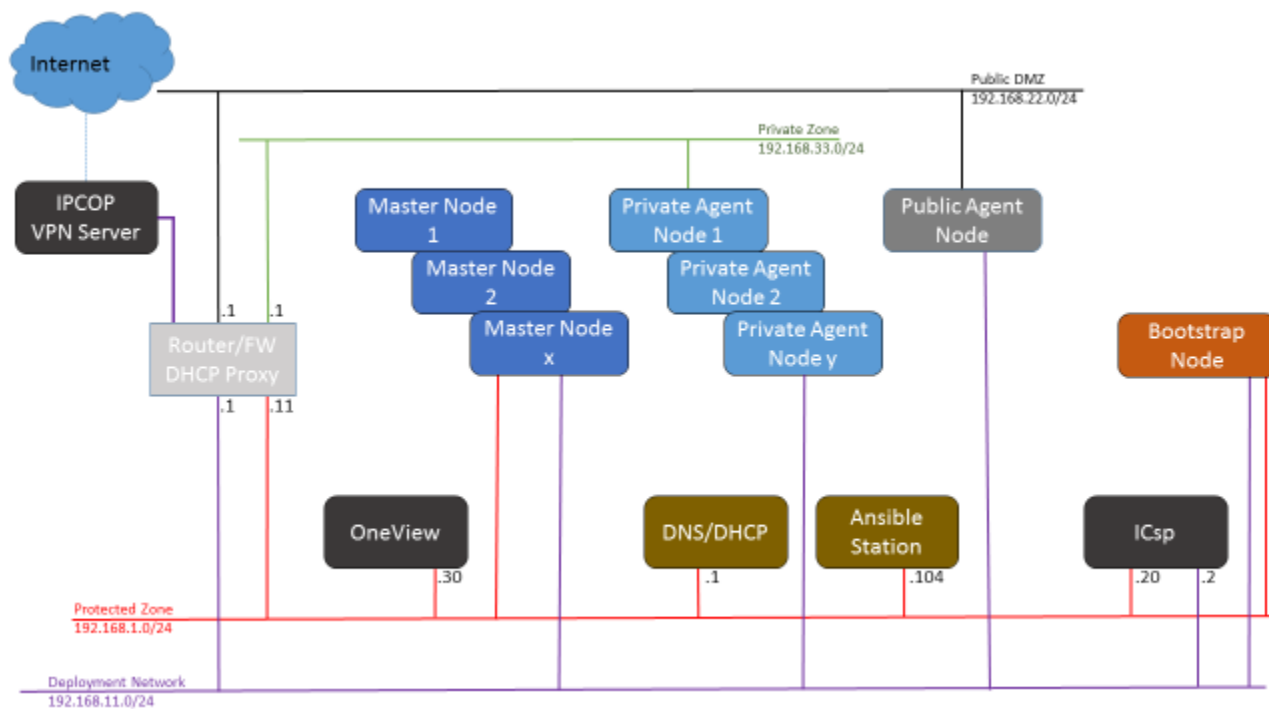 Internet
Public DMZ
192.168.22.0/24
Private Zone
192.168.33.0/24
IPCOP
VPN Server
Master Node
1
Master Node
2
Master Node
x
Private Agent
Node 1
Private Agent
Node 2
Private Agent
Node y
Public Agent
Node
.1
.1
Router/FW
DHCP Proxy
.1
.11
Bootstrap
Node
OneView
.30
DNS/DHCP
.1
Ansible
Station
.104
ICsp
.20
.2
Protected Zone
192.168.1.0/24
Deployment Network
192.168.11.0/24